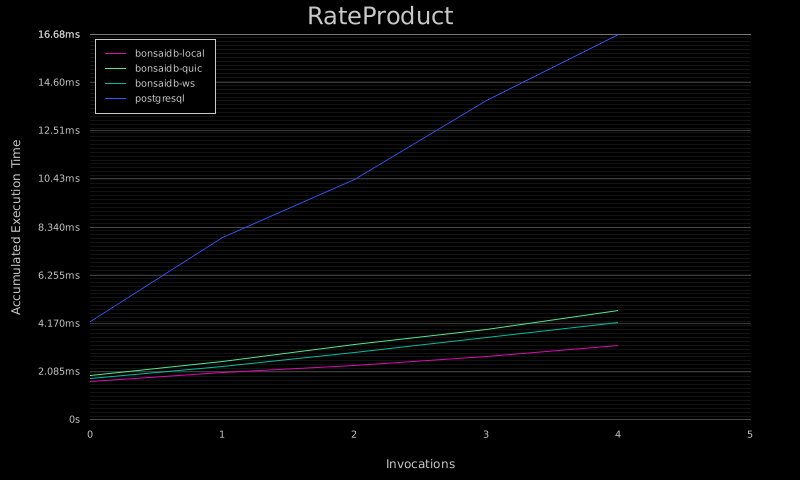 RateProduct
16.68ms
bonsaidb-local
bonsaidb-quic
bonsaidb-ws
postgresql
14.60ms
12.51ms
10.43ms
8.340ms
6.255ms
4.170ms
2.085ms
0s
Accumulated Execution Time
0 1 2 3 4 5
Invocations